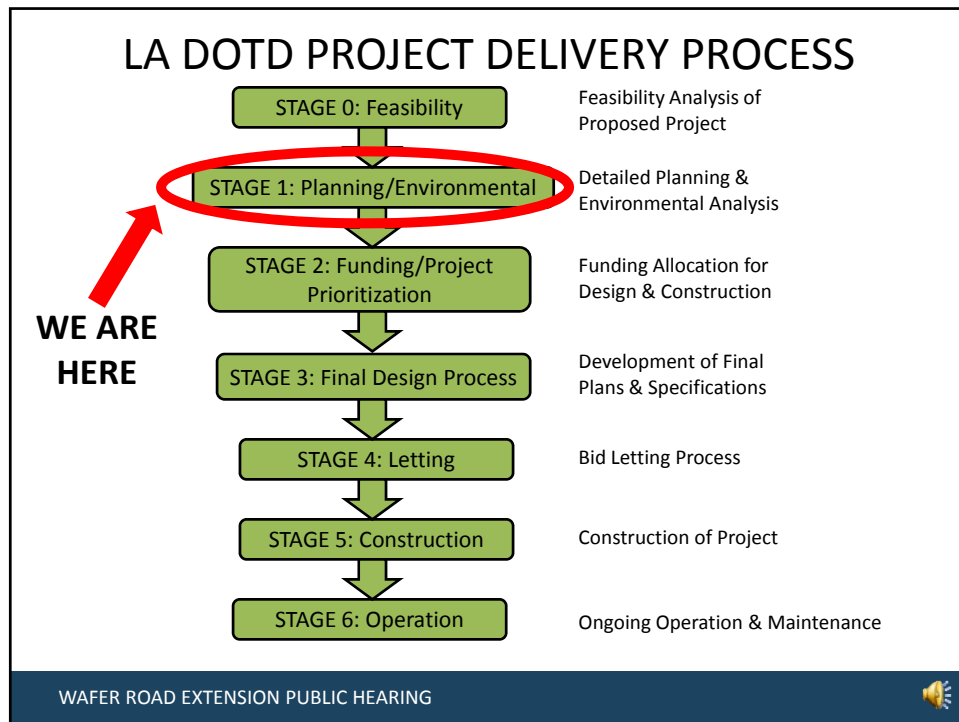 LA DOTD PROJECT DELIVERY PROCESS
STAGE 0: Feasibility
Feasibility Analysis of
Proposed Project
STAGE 1: Planning/Environmental
Detailed Planning &
Environmental Analysis
WE ARE
HERE
STAGE 2: Funding/Project
Prioritization
Funding Allocation for
Design & Construction
STAGE 3: Final Design Process
Development of Final
Plans & Specifications
STAGE 4: Letting
Bid Letting Process
STAGE 5: Construction
Construction of Project
STAGE 6: Operation
Ongoing Operation & Maintenance
WAFER ROAD EXTENSION PUBLIC HEARING